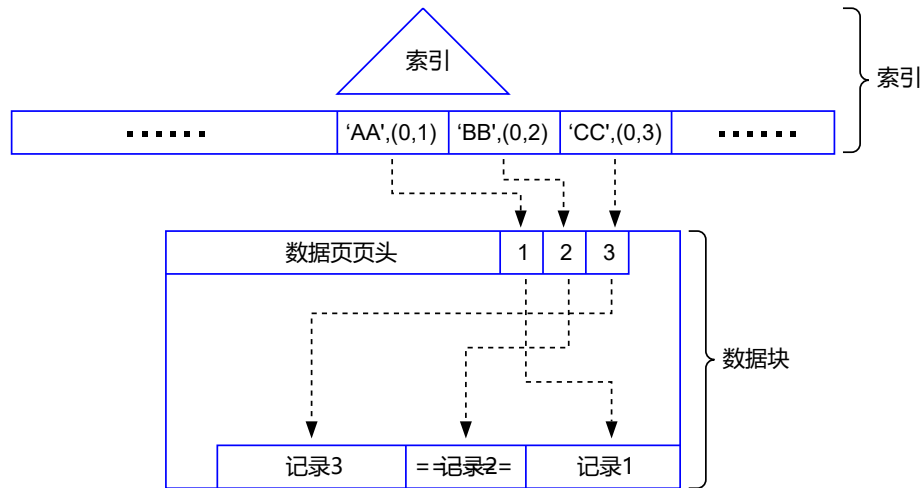 索引
索引
······
'AA',(0,1)
'BB',(0,2)
'CC',(0,3)
······
数据页页头
1
2
3
数据块
记录3
==记录2==
记录1